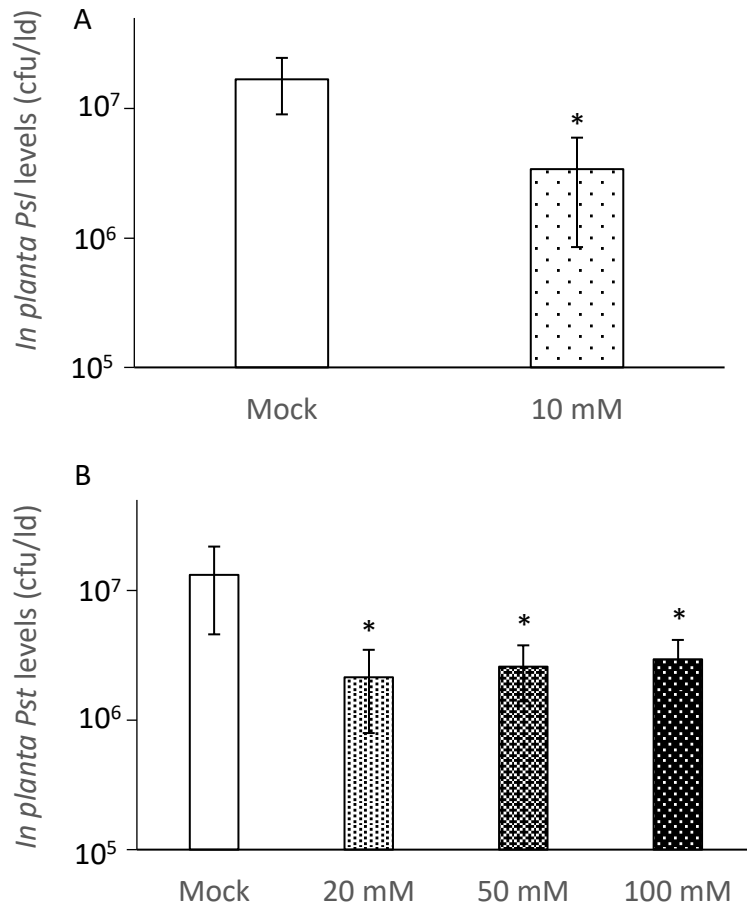 A
In planta Psl levels (cfu/ld)
10⁷
*
10⁶
10⁵
Mock 10 mM
B
In planta Pst levels (cfu/ld)
10⁷
* * *
10⁶
10⁵
Mock 20 mM 50 mM 100 mM